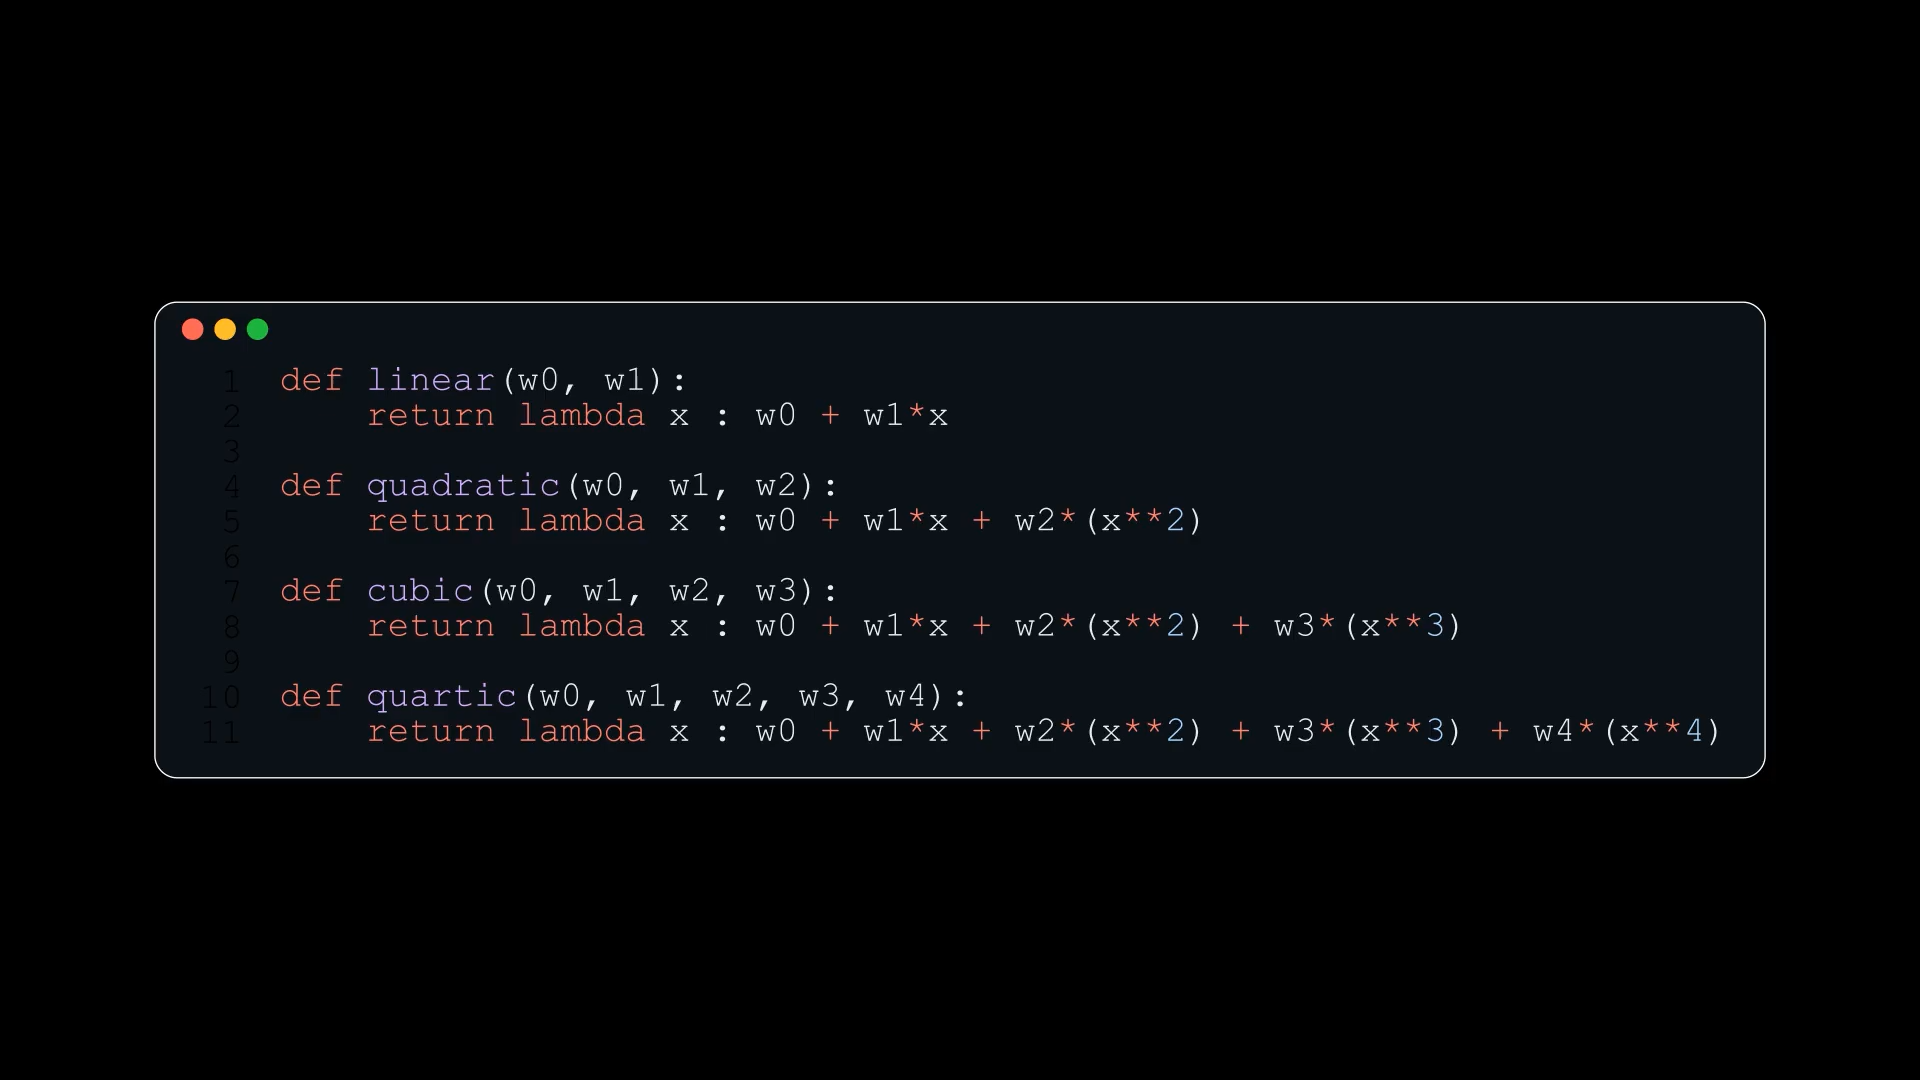 1 def linear(w0, w1):
2     return lambda x : w0 + w1*x
3
4 def quadratic(w0, w1, w2):
5     return lambda x : w0 + w1*x + w2*(x**2)
6
7 def cubic(w0, w1, w2, w3):
8     return lambda x : w0 + w1*x + w2*(x**2) + w3*(x**3)
9
10 def quartic(w0, w1, w2, w3, w4):
11     return lambda x : w0 + w1*x + w2*(x**2) + w3*(x**3) + w4*(x**4)